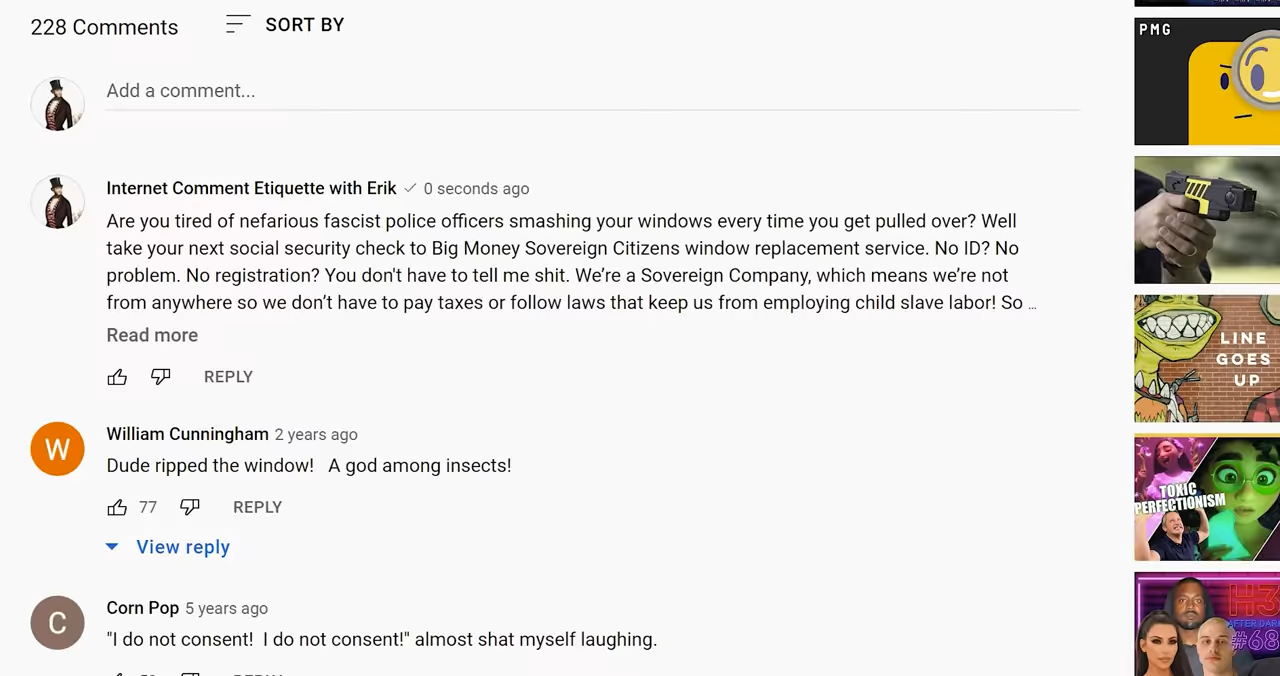 228 Comments
SORT BY
Add a comment...
Internet Comment Etiquette with Erik 0 seconds ago
Are you tired of nefarious fascist police officers smashing your windows every time you get pulled over? Well
take your next social security check to Big Money Sovereign Citizens window replacement service. No ID? No
problem. No registration? You don't have to tell me shit. We’re a Sovereign Company, which means we’re not
from anywhere so we don’t have to pay taxes or follow laws that keep us from employing child slave labor! So ...
Read more
REPLY
W
William Cunningham 2 years ago
Dude ripped the window!   A god among insects!
77
REPLY
View reply
C
Corn Pop 5 years ago
"I do not consent!  I do not consent!" almost shat myself laughing.
PMG
LINE
GOES
UP
TOXIC
PERFECTIONISM
H3
AFTER DARK
#68